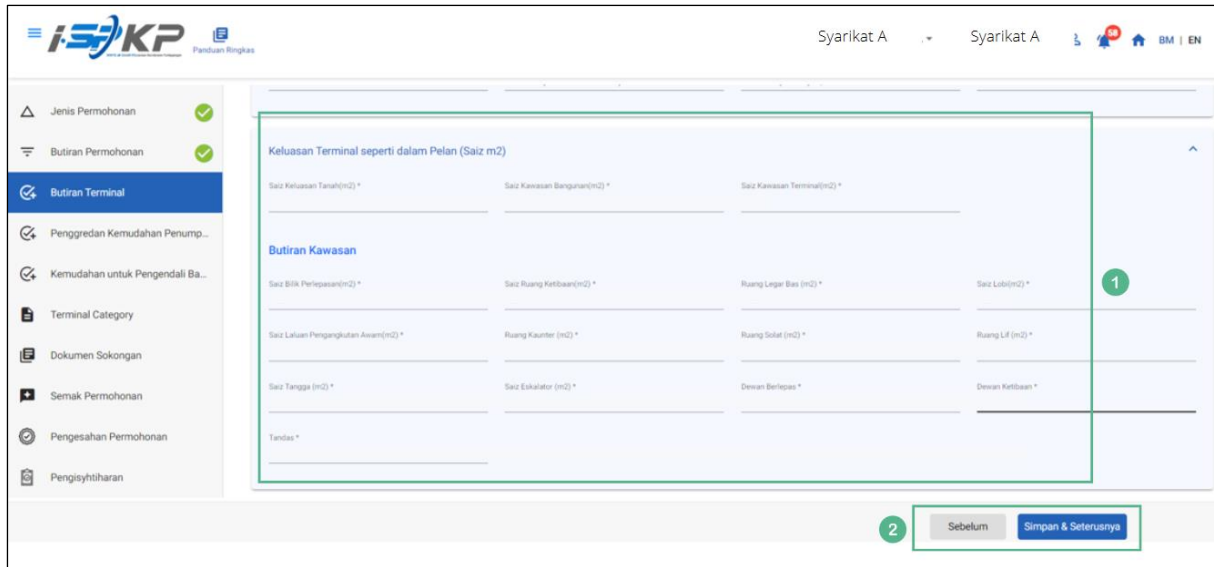 i-SPKP
Panduan Ringkas
Syarikat A
Syarikat A
58
BM | EN
Jenis Permohonan
Butiran Permohonan
Butiran Terminal
Penggredan Kemudahan Penump...
Kemudahan untuk Pengendali Ba...
Terminal Category
Dokumen Sokongan
Semak Permohonan
Pengesahan Permohonan
Pengisyhtiharan
Keluasan Terminal seperti dalam Pelan (Saiz m2)
Saiz Keluasan Tanah(m2) *
Saiz Kawasan Bangunan(m2) *
Saiz Kawasan Terminal(m2) *
Butiran Kawasan
Saiz Bilik Perlepasan(m2) *
Saiz Ruang Ketibaan(m2) *
Ruang Legar Bas (m2) *
Saiz Lobi(m2) *
1
Saiz Laluan Pengangkutan Awam(m2) *
Ruang Kaunter (m2) *
Ruang Solat (m2) *
Ruang Lif (m2) *
Saiz Tangga (m2) *
Saiz Eskalator (m2) *
Dewan Berlepas *
Dewan Ketibaan *
Tandas *
2
Sebelum
Simpan & Seterusnya